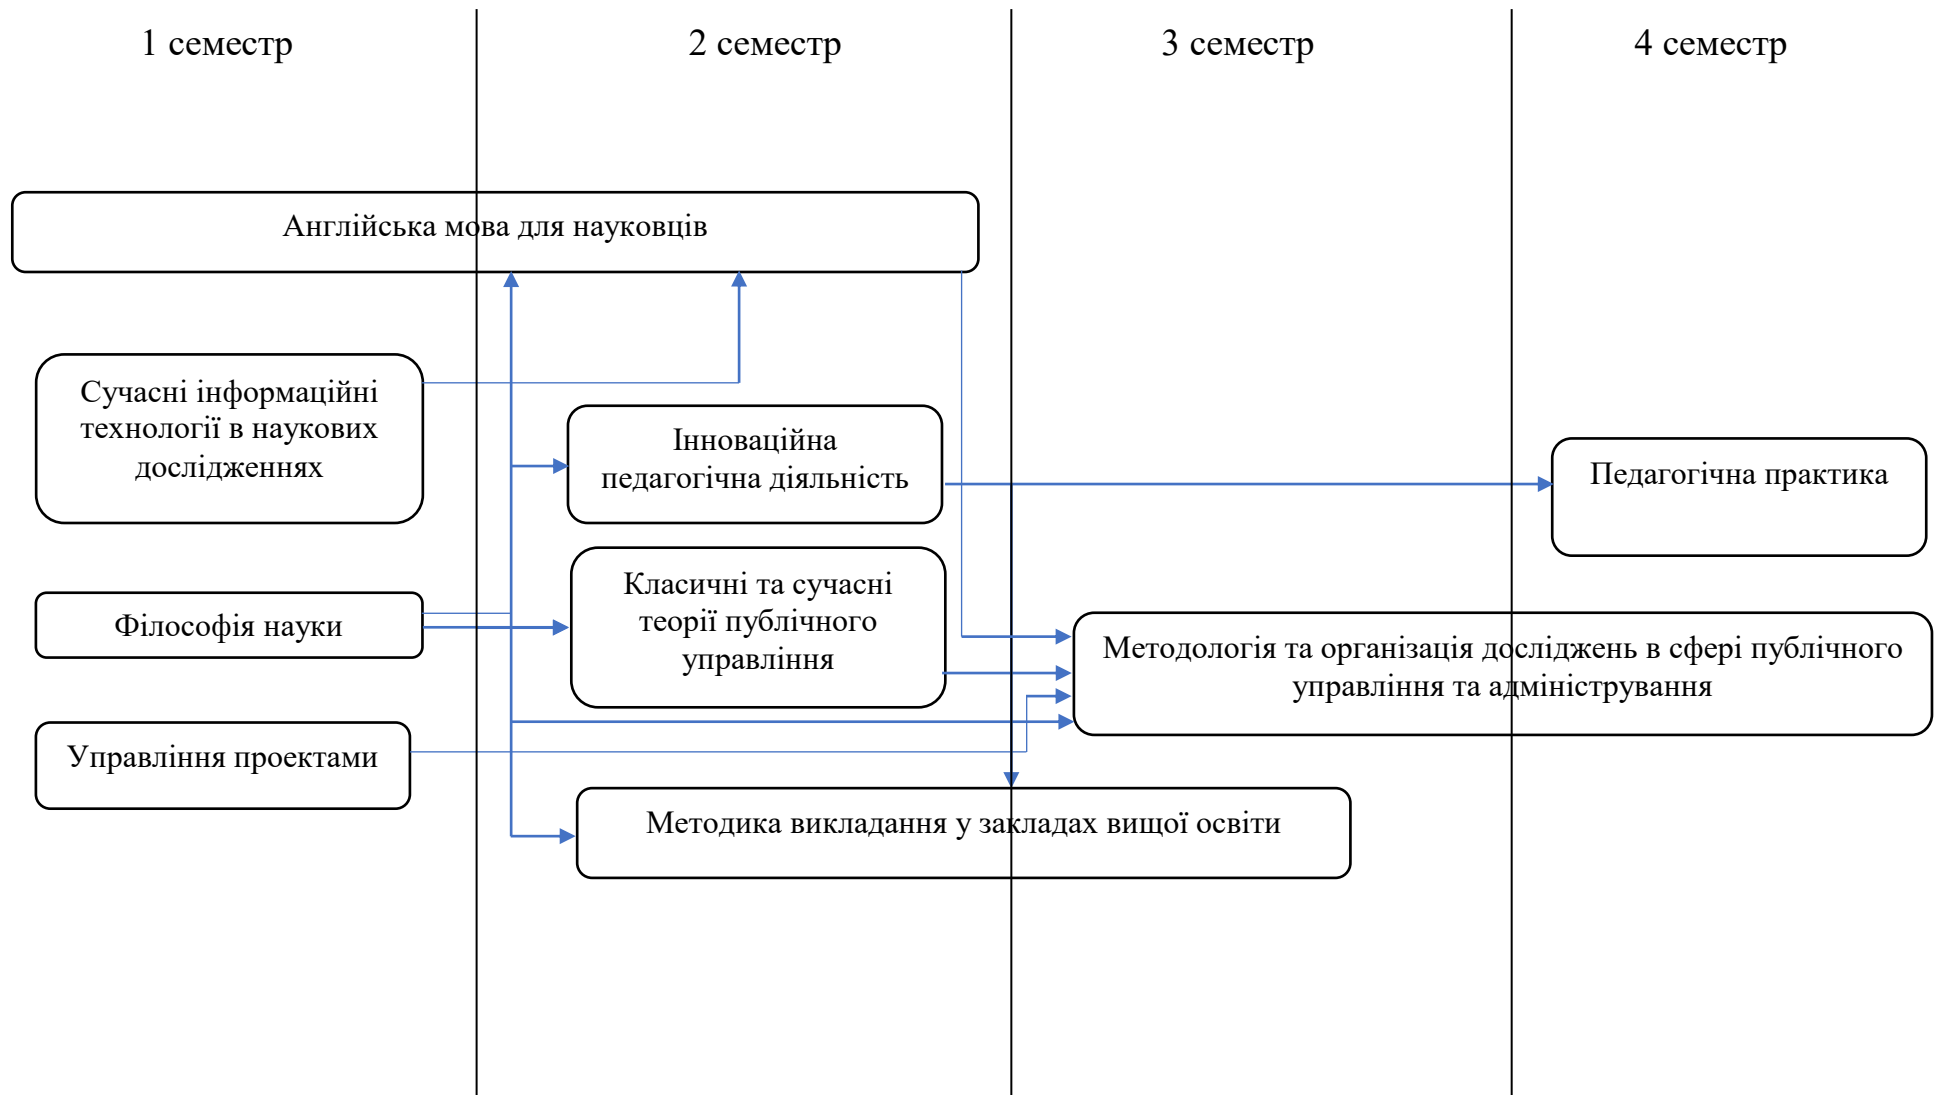 1 семестр
2 семестр
3 семестр
4 семестр
Англійська мова для науковців
Сучасні інформаційні
технології в наукових
дослідженнях
Інноваційна
педагогічна діяльність
Педагогічна практика
Класичні та сучасні
теорії публічного
управління
Філософія науки
Методологія та організація досліджень в сфері публічного
управління та адміністрування
Управління проектами
Методика викладання у закладах вищої освіти